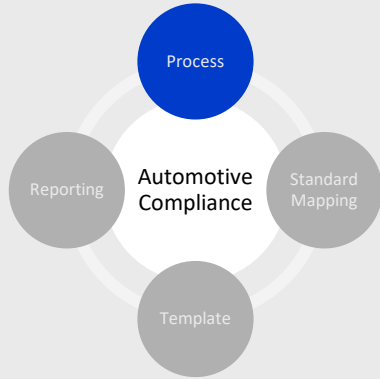 Process
Reporting
Automotive
Compliance
Standard
Mapping
Template